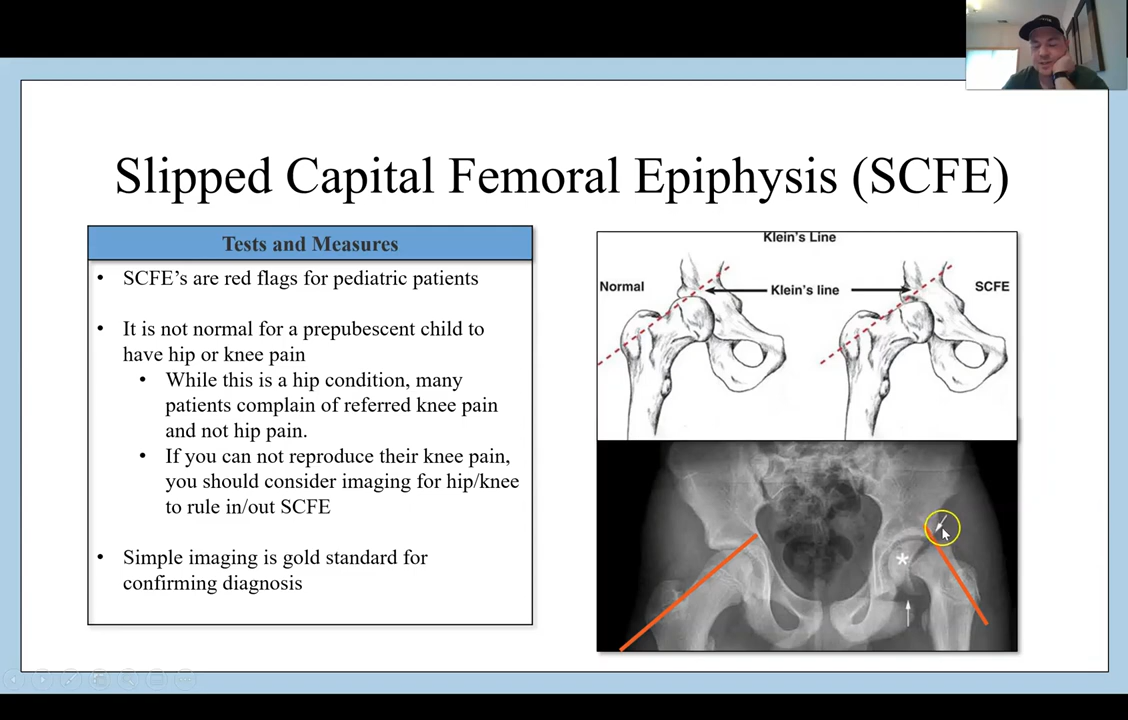 Slipped Capital Femoral Epiphysis (SCFE)
Tests and Measures
• SCFE's are red flags for pediatric patients
• It is not normal for a prepubescent child to
have hip or knee pain
• While this is a hip condition, many
patients complain of referred knee pain
and not hip pain.
• If you can not reproduce their knee pain,
you should consider imaging for hip/knee
to rule in/out SCFE
• Simple imaging is gold standard for
confirming diagnosis
Klein's Line
Normal
Klein's line
SCFE
*